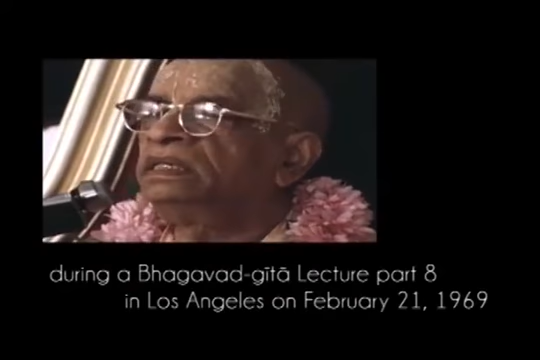 during a Bhagavad-gītā Lecture part 8
in Los Angeles on February 21, 1969